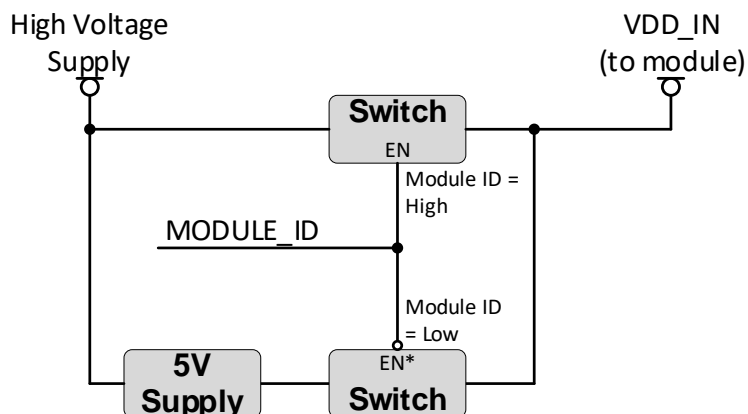 High Voltage
Supply
VDD_IN
(to module)
Switch
EN
Module ID =
High
MODULE_ID
Module ID
= Low
5V
Supply
EN*
Switch